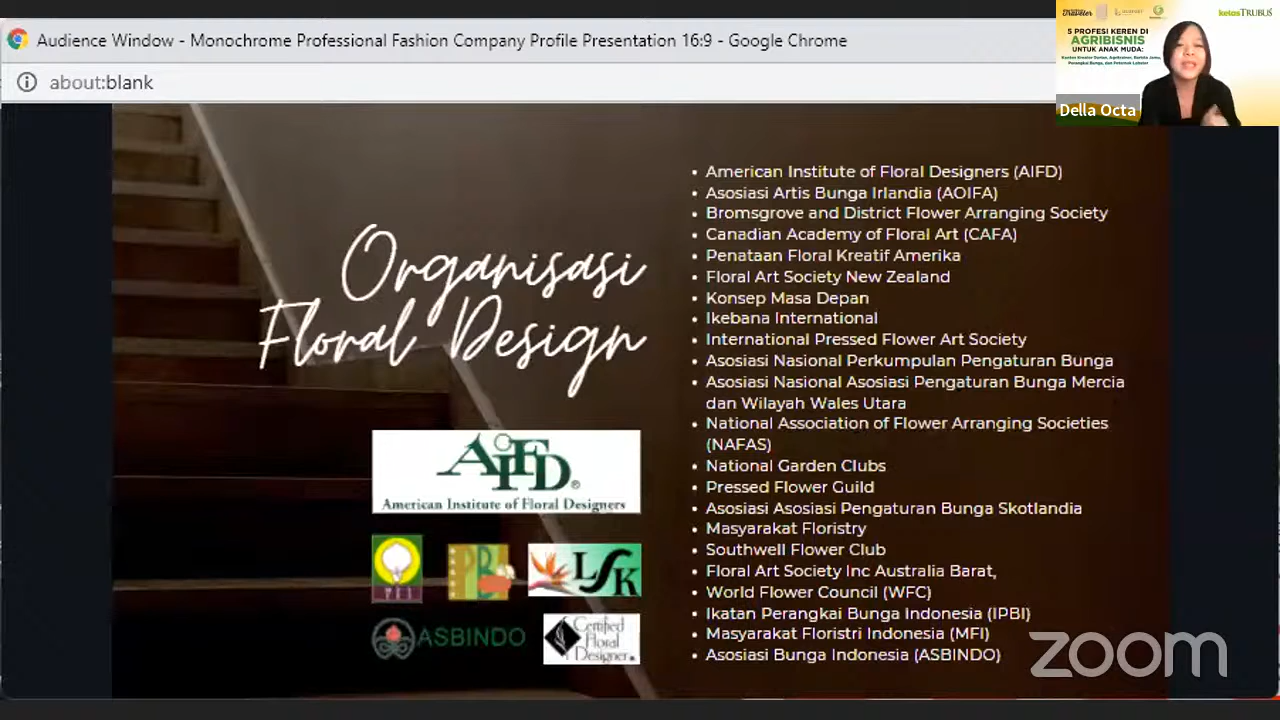 Audience Window - Monochrome Professional Fashion Company Profile Presentation 16:9 - Google Chrome
about:blank
Traveler
kelasTRUBUS
5 PROFESI KEREN DI
AGRIBISNIS
UNTUK ANAK MUDA:
Della Octa
Organisasi
Floral Design
AIFD®
American Institute of Floral Designers
IPBI
LSK
ASBINDO
Certified
Floral
Designer
• American Institute of Floral Designers (AIFD)
• Asosiasi Artis Bunga Irlandia (AOIFA)
• Bromsgrove and District Flower Arranging Society
• Canadian Academy of Floral Art (CAFA)
• Penataan Floral Kreatif Amerika
• Floral Art Society New Zealand
• Konsep Masa Depan
• Ikebana International
• International Pressed Flower Art Society
• Asosiasi Nasional Perkumpulan Pengaturan Bunga
• Asosiasi Nasional Asosiasi Pengaturan Bunga Mercia
dan Wilayah Wales Utara
• National Association of Flower Arranging Societies
(NAFAS)
• National Garden Clubs
• Pressed Flower Guild
• Asosiasi Asosiasi Pengaturan Bunga Skotlandia
• Masyarakat Floristry
• Southwell Flower Club
• Floral Art Society Inc Australia Barat,
• World Flower Council (WFC)
• Ikatan Perangkai Bunga Indonesia (IPBI)
• Masyarakat Floristri Indonesia (MFI)
• Asosiasi Bunga Indonesia (ASBINDO)
zoom